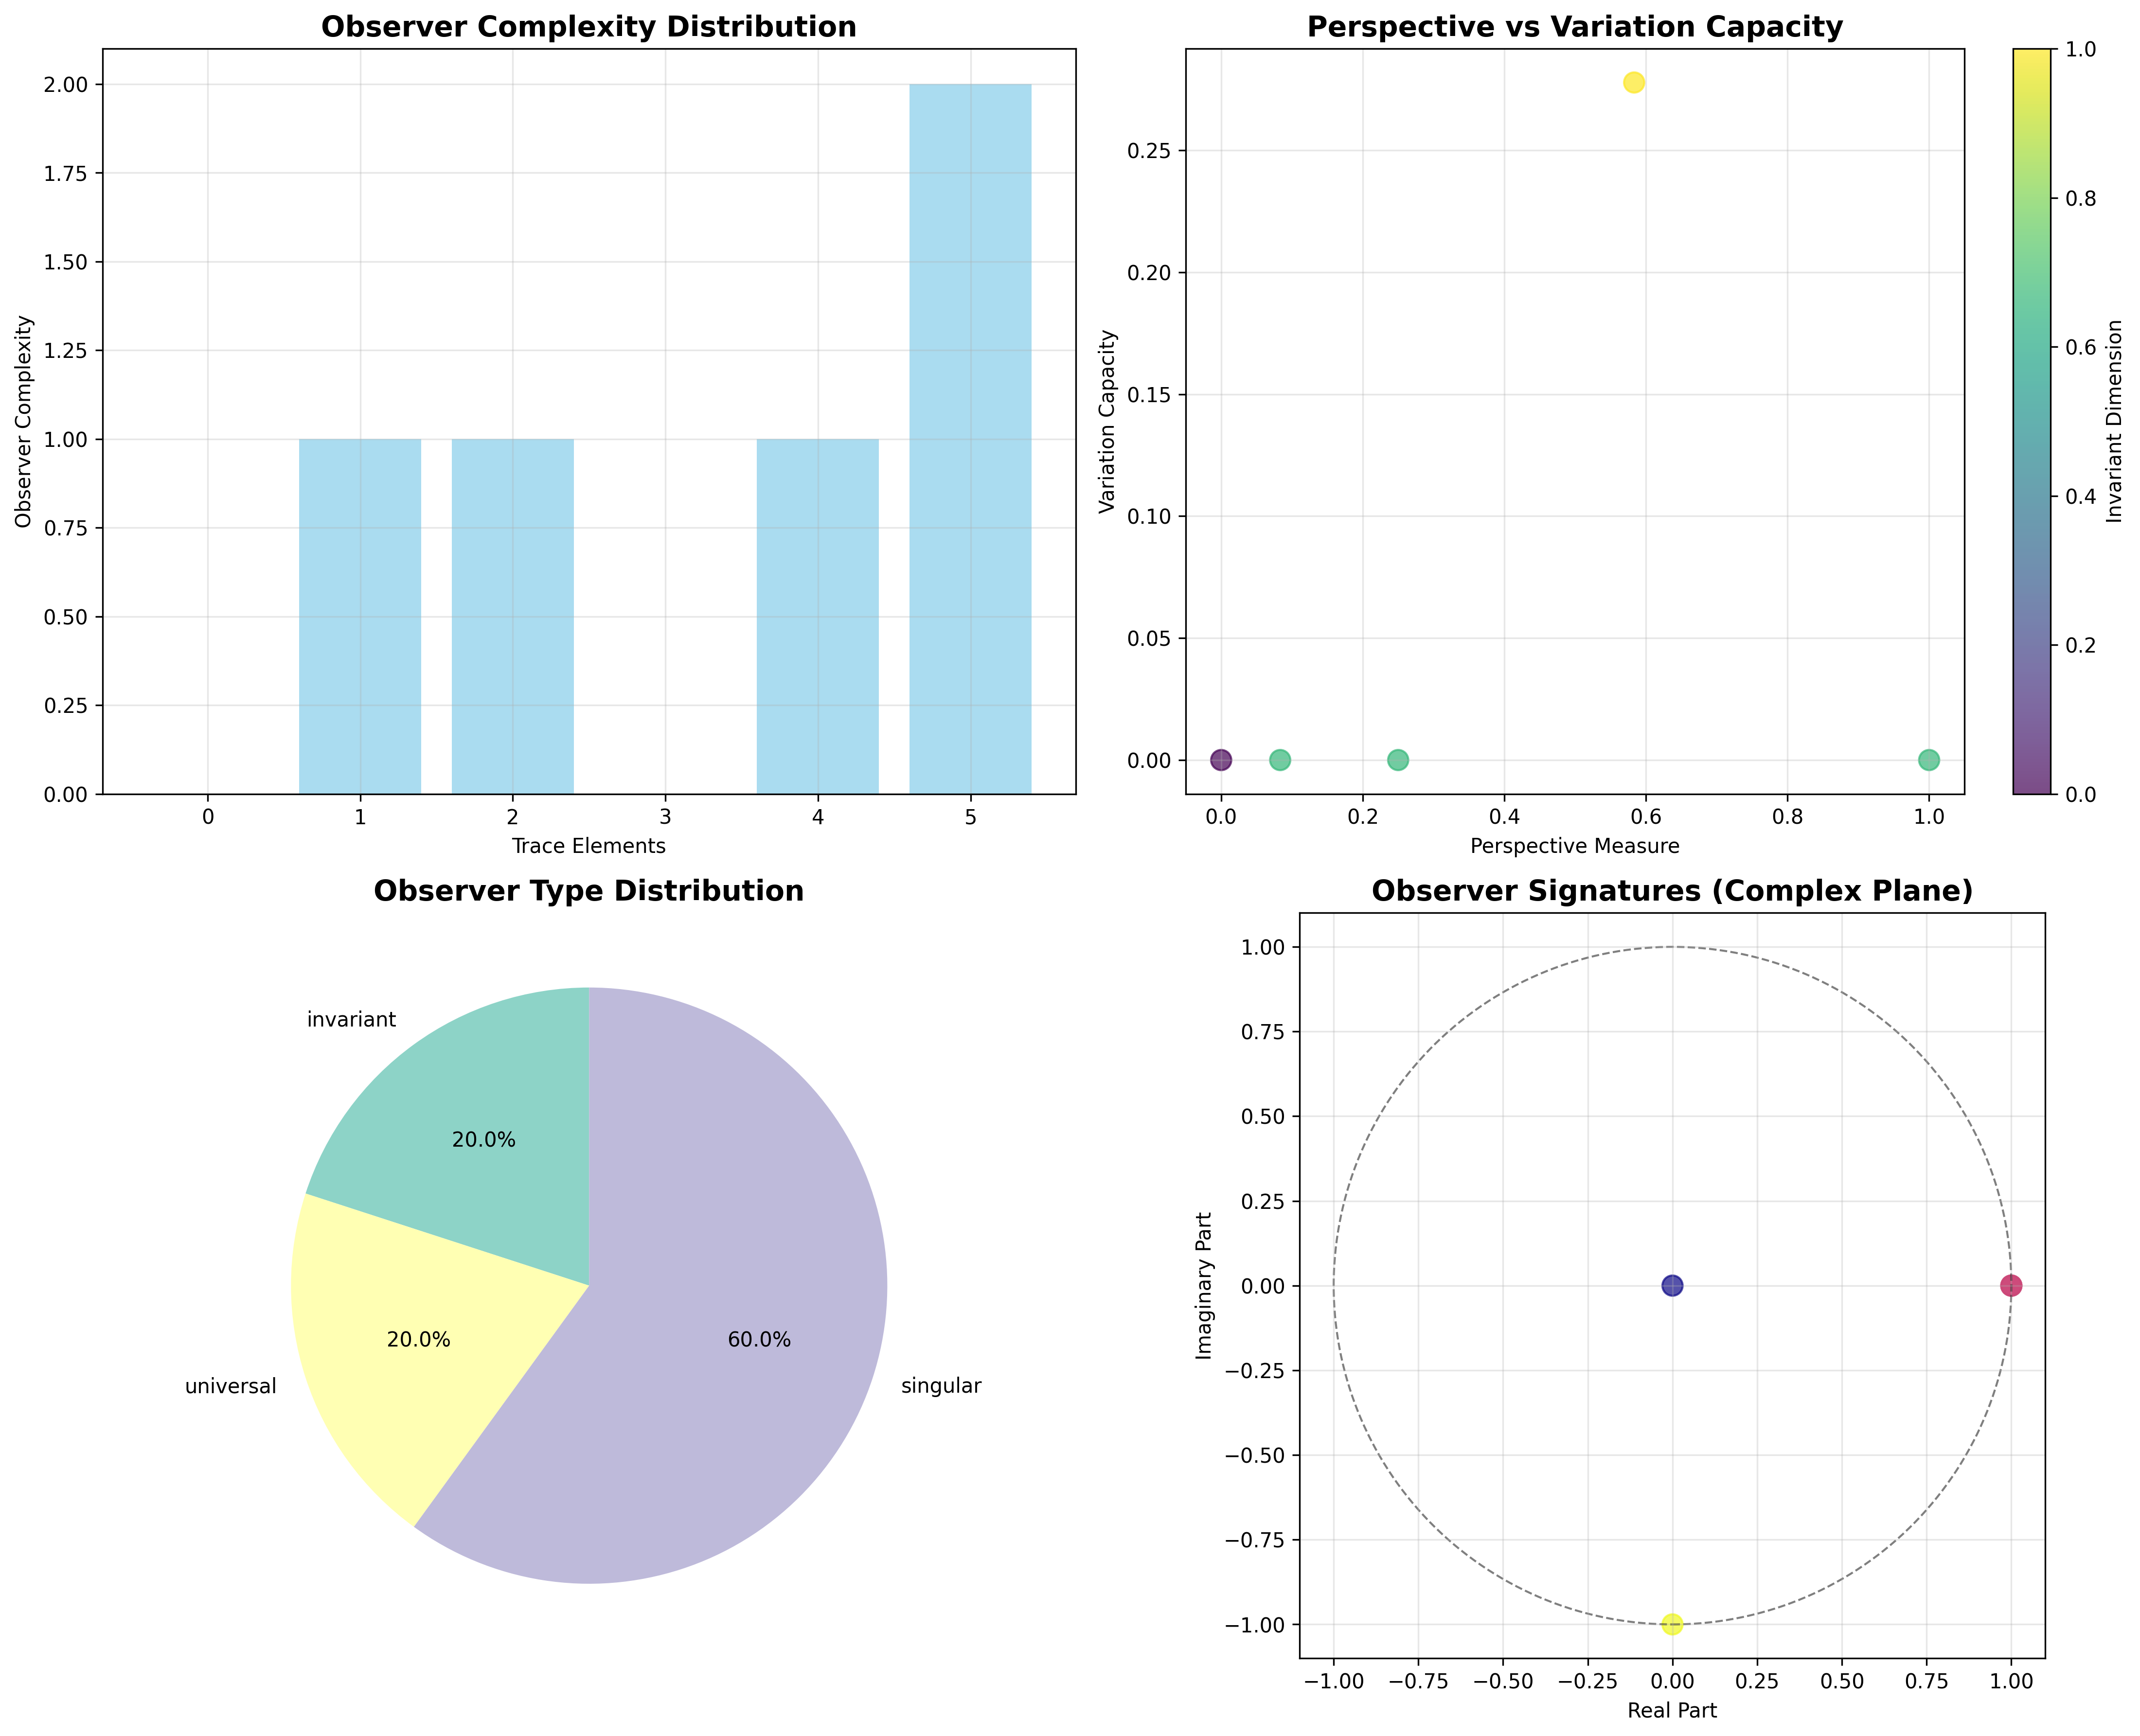 Observer Complexity Distribution
Observer Complexity
2.00
1.75
1.50
1.25
1.00
0.75
0.50
0.25
0.00
0 1 2 3 4 5
Trace Elements
Perspective vs Variation Capacity
Variation Capacity
0.25
0.20
0.15
0.10
0.05
0.00
0.0 0.2 0.4 0.6 0.8 1.0
Perspective Measure
1.0
0.8
0.6
0.4
0.2
0.0
Invariant Dimension
Observer Type Distribution
invariant
20.0%
universal
20.0%
60.0%
singular
Observer Signatures (Complex Plane)
Imaginary Part
1.00
0.75
0.50
0.25
0.00
−0.25
−0.50
−0.75
−1.00
−1.00 −0.75 −0.50 −0.25 0.00 0.25 0.50 0.75 1.00
Real Part